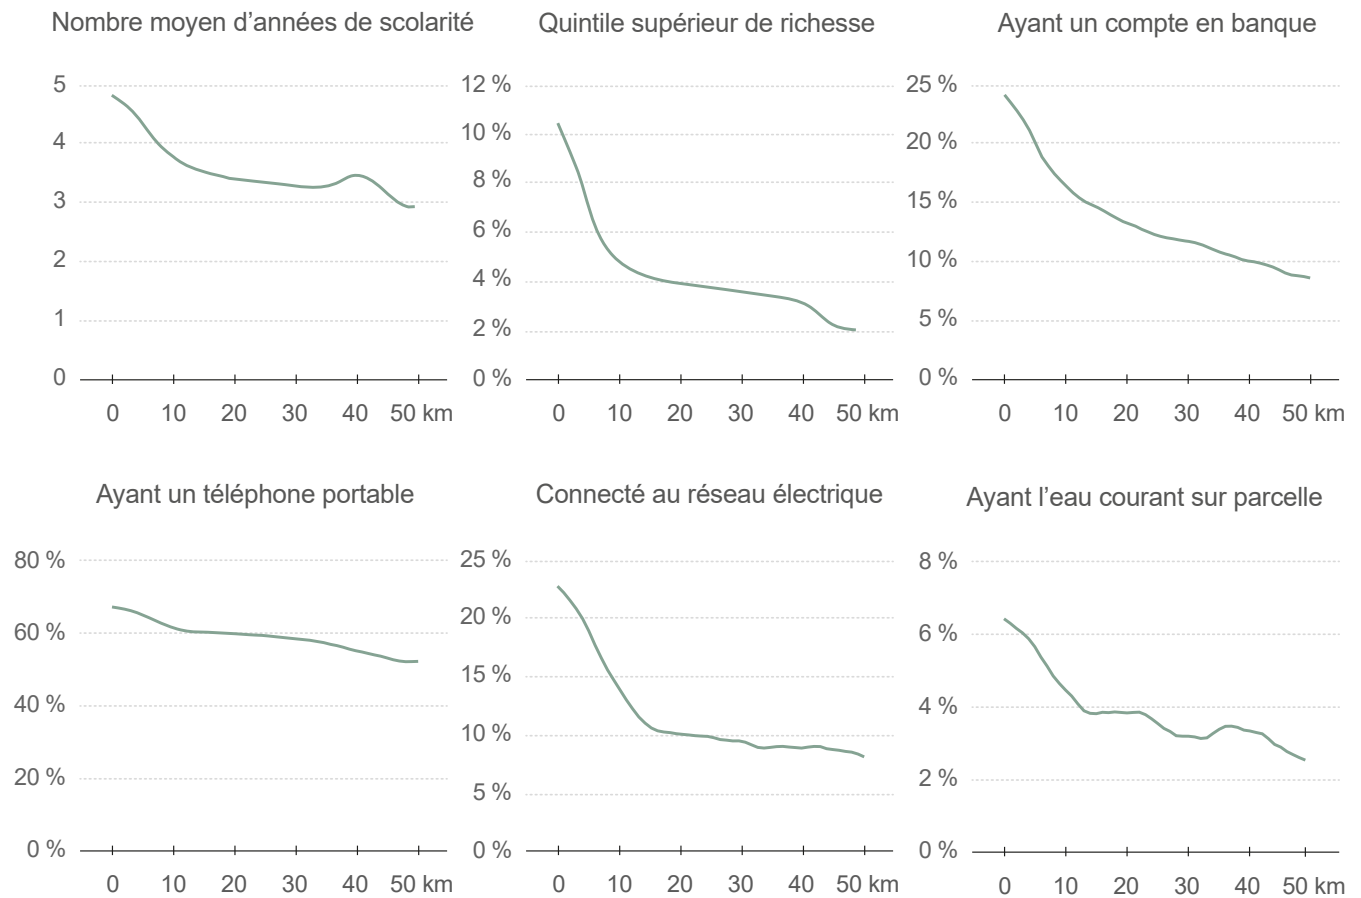 Nombre moyen d’années de scolarité
5
4
3
2
1
0
0 10 20 30 40 50 km
Quintile supérieur de richesse
12 %
10 %
8 %
6 %
4 %
2 %
0 %
0 10 20 30 40 50 km
Ayant un compte en banque
25 %
20 %
15 %
10 %
5 %
0 %
0 10 20 30 40 50 km
Ayant un téléphone portable
80 %
60 %
40 %
20 %
0 %
0 10 20 30 40 50 km
Connecté au réseau électrique
25 %
20 %
15 %
10 %
5 %
0 %
0 10 20 30 40 50 km
Ayant l’eau courant sur parcelle
8 %
6 %
4 %
2 %
0 %
0 10 20 30 40 50 km